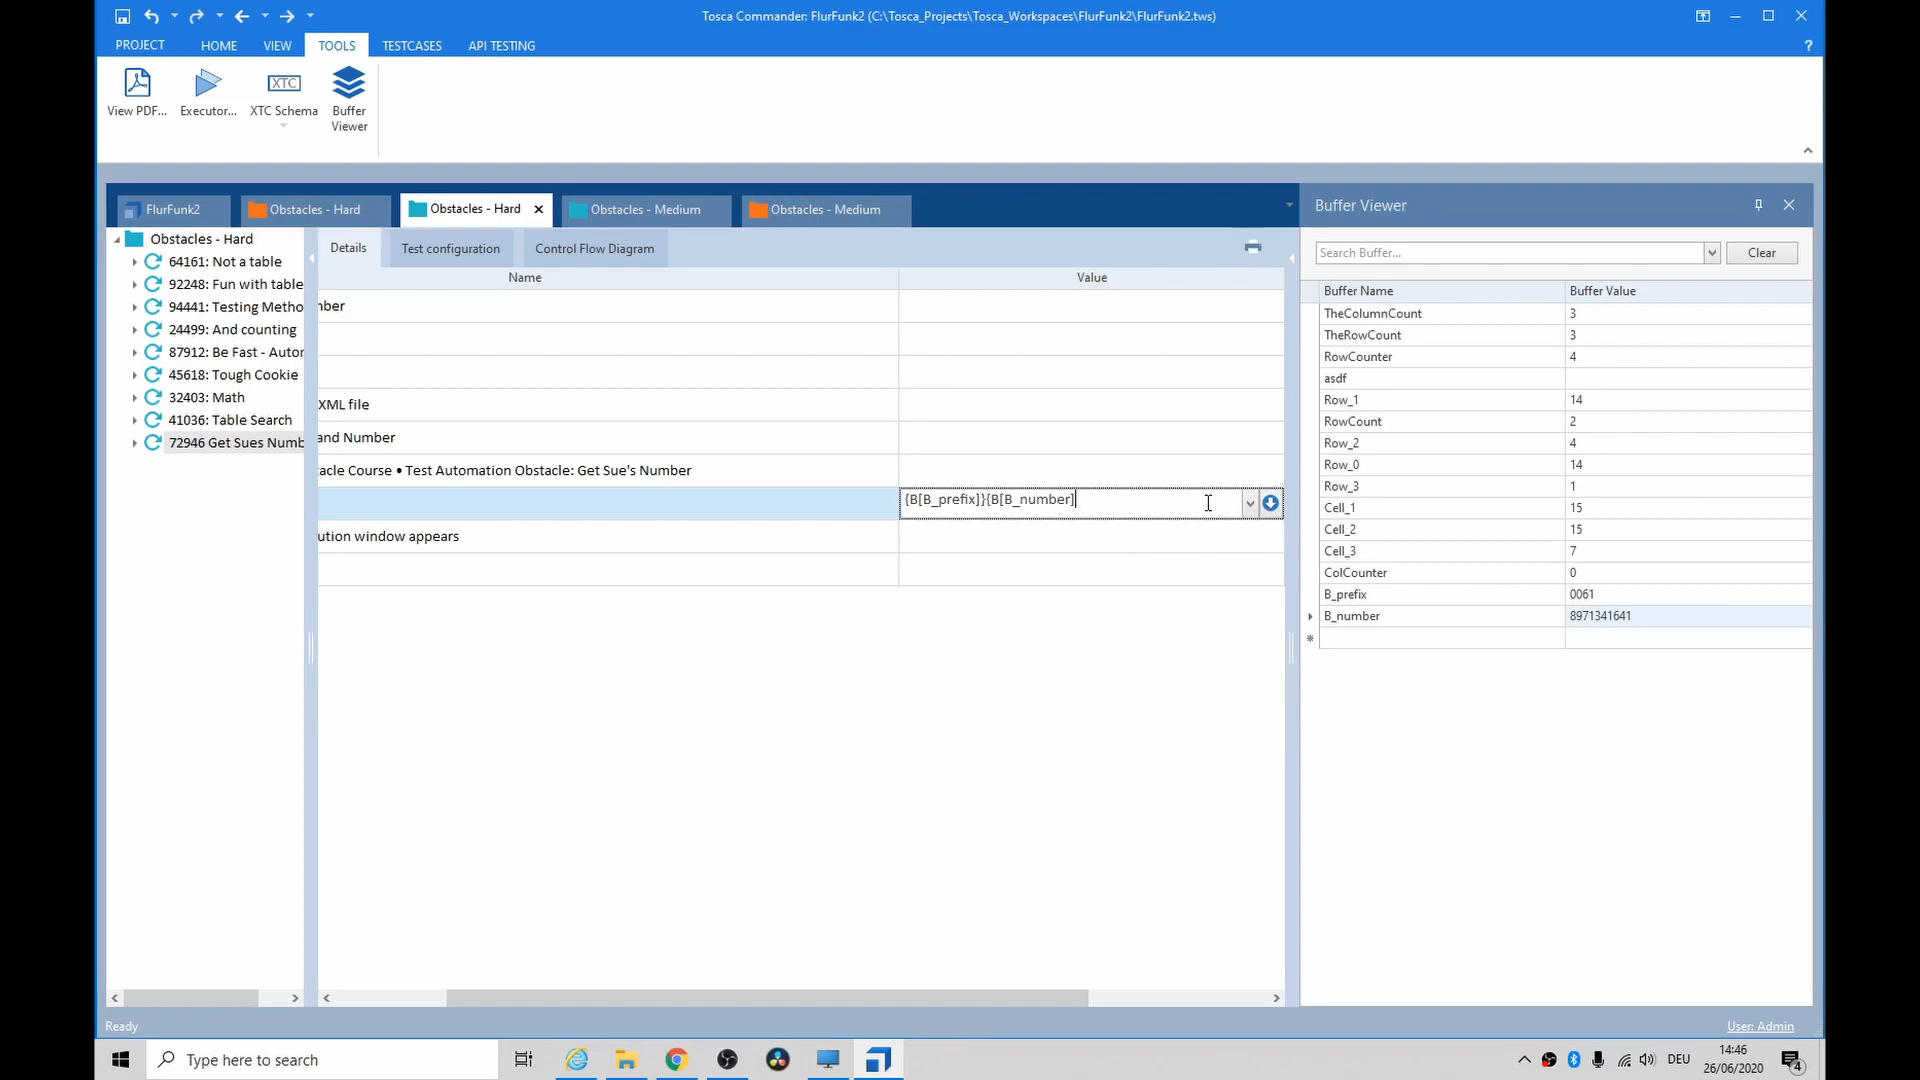 Tosca Commander: FlurFunk2 (C:\Tosca_Projects\Tosca_Workspaces\FlurFunk2\FlurFunk2.tws)
PROJECT HOME VIEW TOOLS TESTCASES API TESTING
?
View PDF... Executor... XTC Schema Buffer Viewer
XTC
FlurFunk2 Obstacles - Hard Obstacles - Hard Obstacles - Medium Obstacles - Medium
Obstacles - Hard
64161: Not a table
92248: Fun with table
94441: Testing Metho
24499: And counting
87912: Be Fast - Autor
45618: Tough Cookie
32403: Math
41036: Table Search
72946 Get Sues Numb
Details Test configuration Control Flow Diagram
Name Value
mber
XML file
and Number
tacle Course • Test Automation Obstacle: Get Sue's Number
{B[B_prefix]}{B[B_number]
ution window appears
Buffer Viewer
Search Buffer... Clear
Buffer Name Buffer Value
TheColumnCount 3
TheRowCount 3
RowCounter 4
asdf
Row_1 14
RowCount 2
Row_2 4
Row_0 14
Row_3 1
Cell_1 15
Cell_2 15
Cell_3 7
ColCounter 0
B_prefix 0061
B_number 8971341641
Ready User: Admin
Type here to search
DEU
14:46
26/06/2020
4